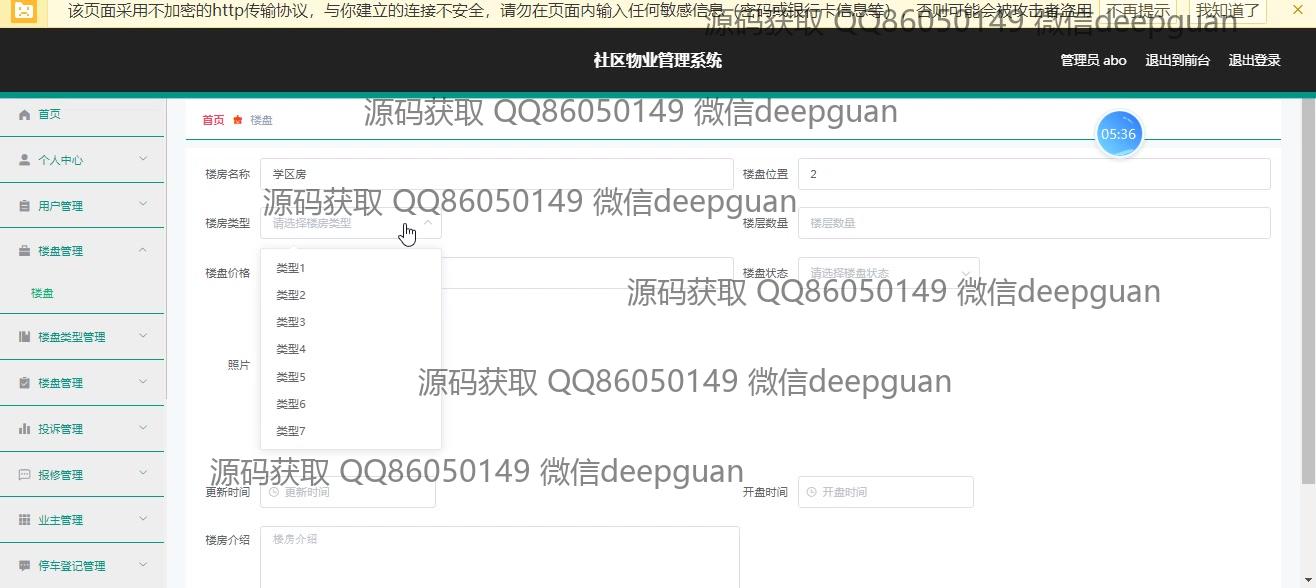 该页面采用不加密的http传输协议，与你建立的连接不安全，请勿在页面内输入任何敏感信息（密码或银行卡信息等），否则可能会被攻击者盗用 不再提示 我知道了
源码获取 QQ86050149 微信deepguan
社区物业管理系统 管理员 abo 退出到前台 退出登录
首页
个人中心
用户管理
楼盘管理
楼盘
楼盘类型管理
楼盘管理
投诉管理
报修管理
业主管理
停车登记管理
源码获取 QQ86050149 微信deepguan
首页 楼盘
05:36
楼房名称 学区房 楼盘位置 2
源码获取 QQ86050149 微信deepguan
楼房类型 请选择楼房类型 楼层数量 楼层数量
楼盘价格 楼盘状态 请选择楼盘状态
类型1
类型2
类型3
类型4
类型5
类型6
类型7
源码获取 QQ86050149 微信deepguan
照片
源码获取 QQ86050149 微信deepguan
源码获取 QQ86050149 微信deepguan
更新时间 更新时间 开盘时间 开盘时间
楼房介绍 楼房介绍